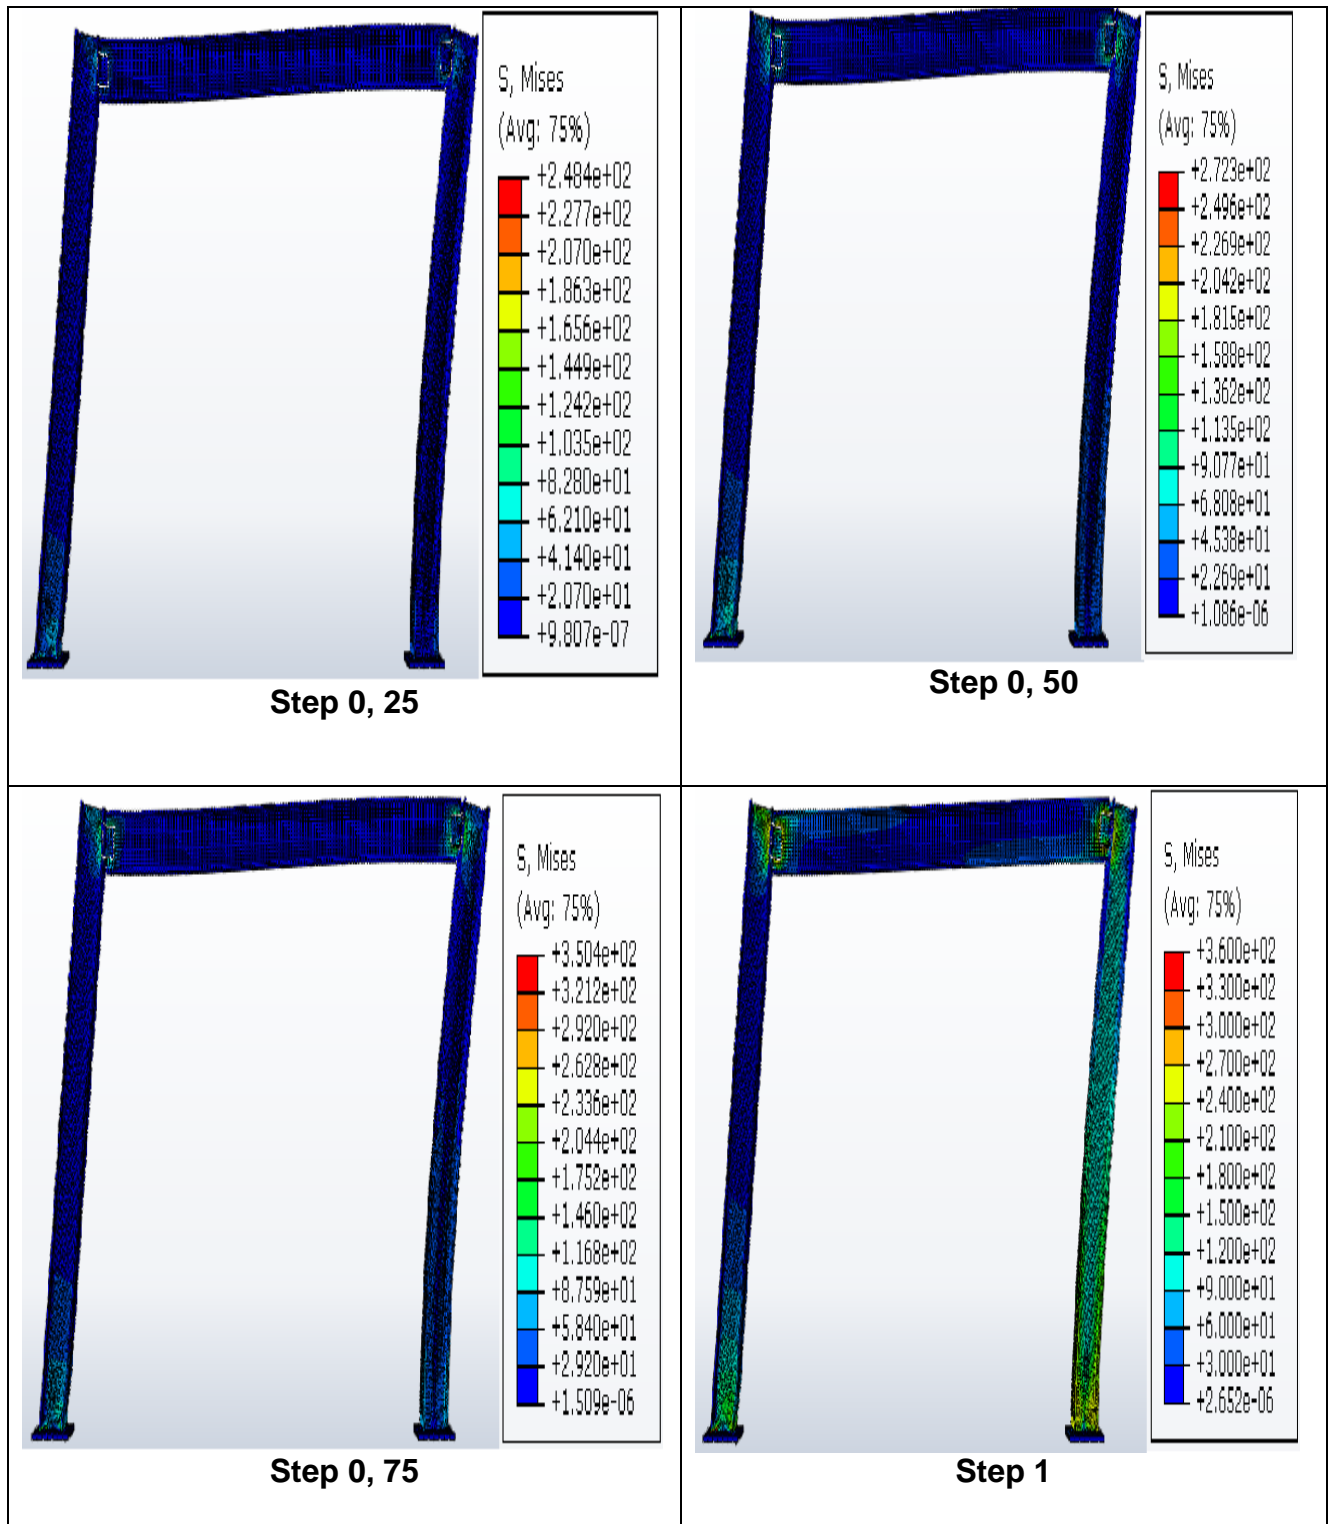 S, Mises
(Avg: 75%)
+2.484e+02
+2.277e+02
+2.070e+02
+1.863e+02
+1.656e+02
+1.449e+02
+1.242e+02
+1.035e+02
+8.280e+01
+6.210e+01
+4.140e+01
+2.070e+01
+9.807e-07
Step 0, 25
S, Mises
(Avg: 75%)
+2.723e+02
+2.496e+02
+2.269e+02
+2.042e+02
+1.815e+02
+1.588e+02
+1.362e+02
+1.135e+02
+9.077e+01
+6.808e+01
+4.538e+01
+2.269e+01
+1.086e-06
Step 0, 50
S, Mises
(Avg: 75%)
+3.504e+02
+3.212e+02
+2.920e+02
+2.628e+02
+2.336e+02
+2.044e+02
+1.752e+02
+1.460e+02
+1.168e+02
+8.759e+01
+5.840e+01
+2.920e+01
+1.509e-06
Step 0, 75
S, Mises
(Avg: 75%)
+3.600e+02
+3.300e+02
+3.000e+02
+2.700e+02
+2.400e+02
+2.100e+02
+1.800e+02
+1.500e+02
+1.200e+02
+9.000e+01
+6.000e+01
+3.000e+01
+2.652e-06
Step 1